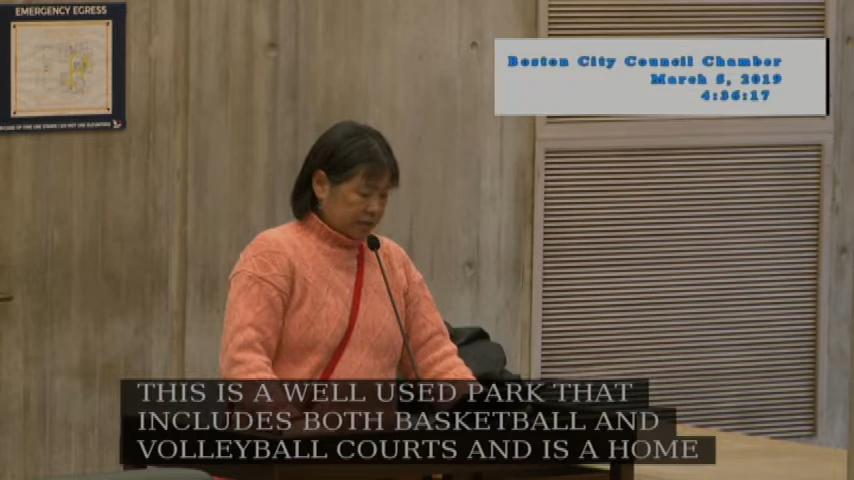 EMERGENCY EGRESS
Boston City Council Chamber
March 5, 2019
4:36:17
THIS IS A WELL USED PARK THAT
INCLUDES BOTH BASKETBALL AND
VOLLEYBALL COURTS AND IS A HOME